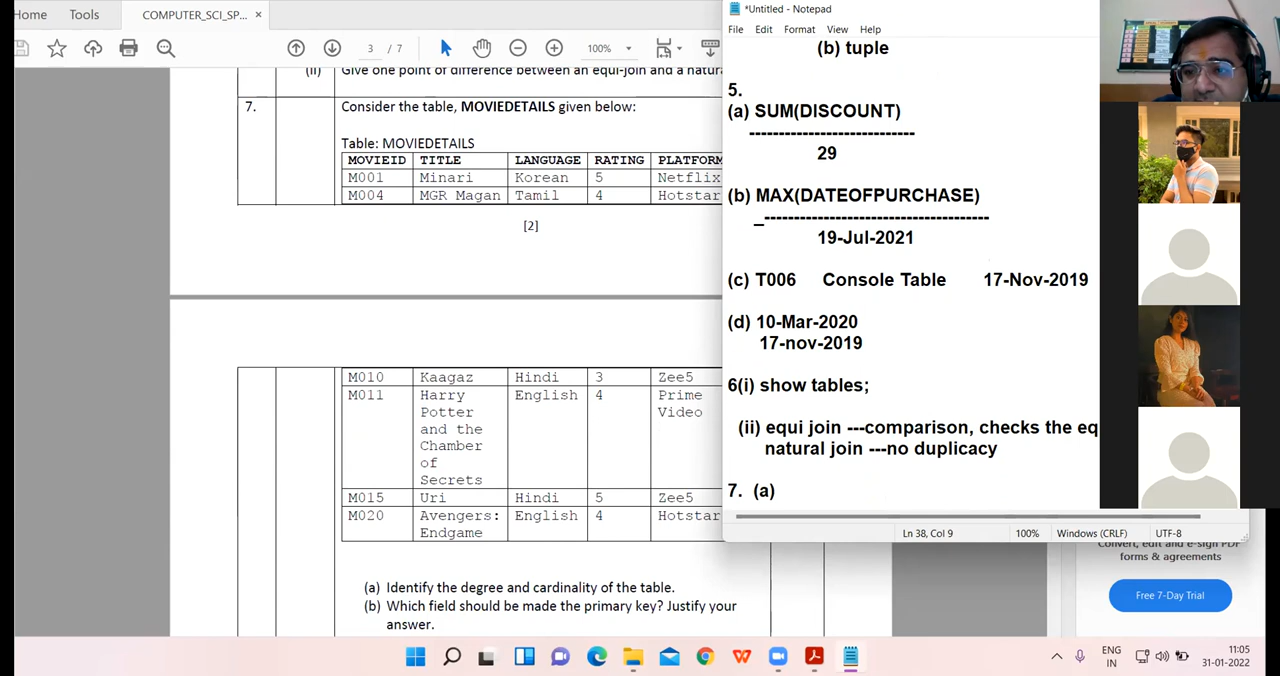 Home
Tools
COMPUTER_SCI_SP... ×
3 / 7
100%
(ii) Give one point of difference between an equi-join and a natura
7. Consider the table, MOVIEDETAILS given below:
Table: MOVIEDETAILS
MOVIEID TITLE LANGUAGE RATING PLATFORM
M001 Minari Korean 5 Netflix
M004 MGR Magan Tamil 4 Hotstar
[2]
M010 Kaagaz Hindi 3 Zee5
M011 Harry English 4 Prime
Potter Video
and the
Chamber
of
Secrets
M015 Uri Hindi 5 Zee5
M020 Avengers: English 4 Hotstar
Endgame
(a) Identify the degree and cardinality of the table.
(b) Which field should be made the primary key? Justify your
answer.
*Untitled - Notepad
File Edit Format View Help
(b) tuple
5.
(a) SUM(DISCOUNT)
----------------------------
29
(b) MAX(DATEOFPURCHASE)
_--------------------------------------
19-Jul-2021
(c) T006 Console Table 17-Nov-2019
(d) 10-Mar-2020
17-nov-2019
6(i) show tables;
(ii) equi join ---comparison, checks the eq
natural join ---no duplicacy
7. (a)
Ln 38, Col 9 100% Windows (CRLF) UTF-8
Convert, edit and e-sign PDF
forms & agreements
Free 7-Day Trial
ENG
IN
11:05
31-01-2022